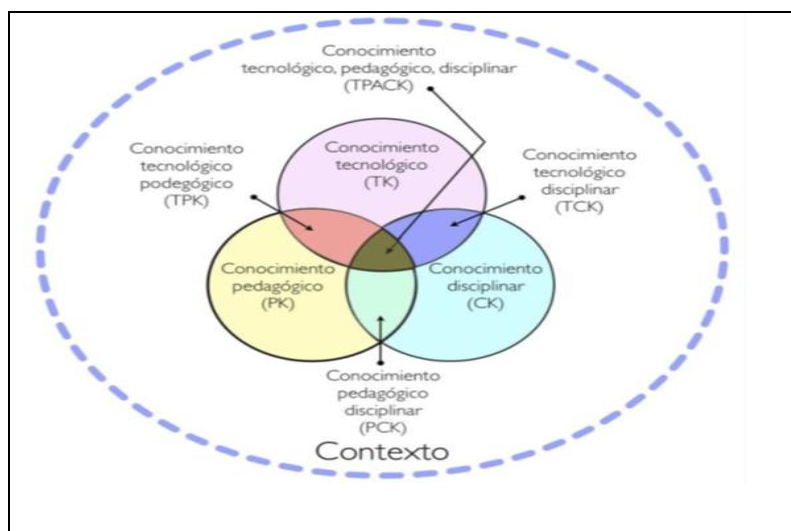 Conocimiento
tecnológico, pedagógico, disciplinar
(TPACK)
Conocimiento
tecnológico
podegógico
(TPK)
Conocimiento
tecnológico
(TK)
Conocimiento
tecnológico
disciplinar
(TCK)
Conocimiento
pedagógico
(PK)
Conocimiento
disciplinar
(CK)
Conocimiento
pedagógico
disciplinar
(PCK)
Contexto